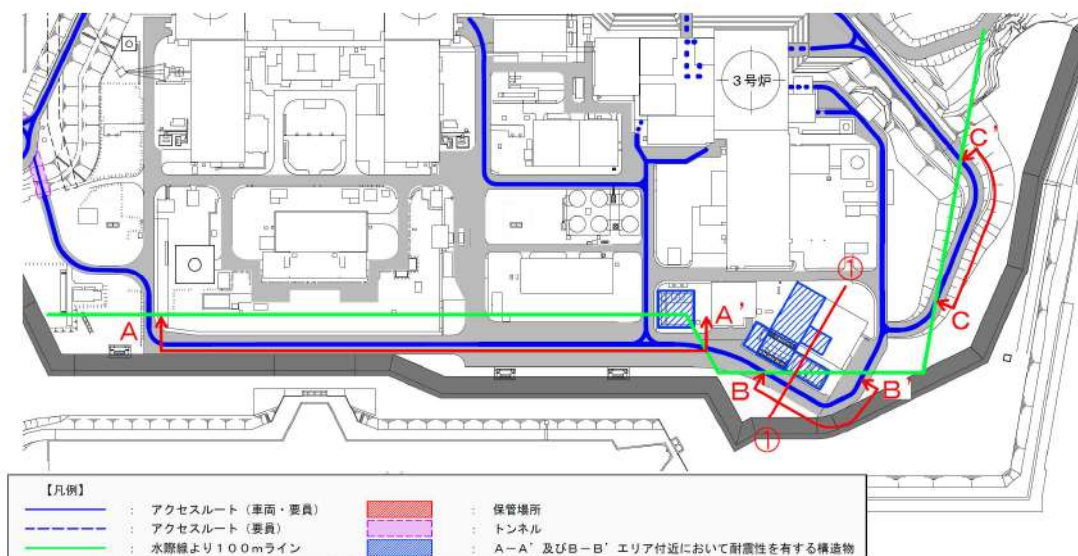 3号炉
C'
C
A
A'
①
B
B'
①
【凡例】
: アクセスルート（車両・要員）
: アクセスルート（要員）
: 水際線より１００ｍライン
: 保管場所
: トンネル
: Ａ－Ａ’及びＢ－Ｂ’エリア付近において耐震性を有する構造物